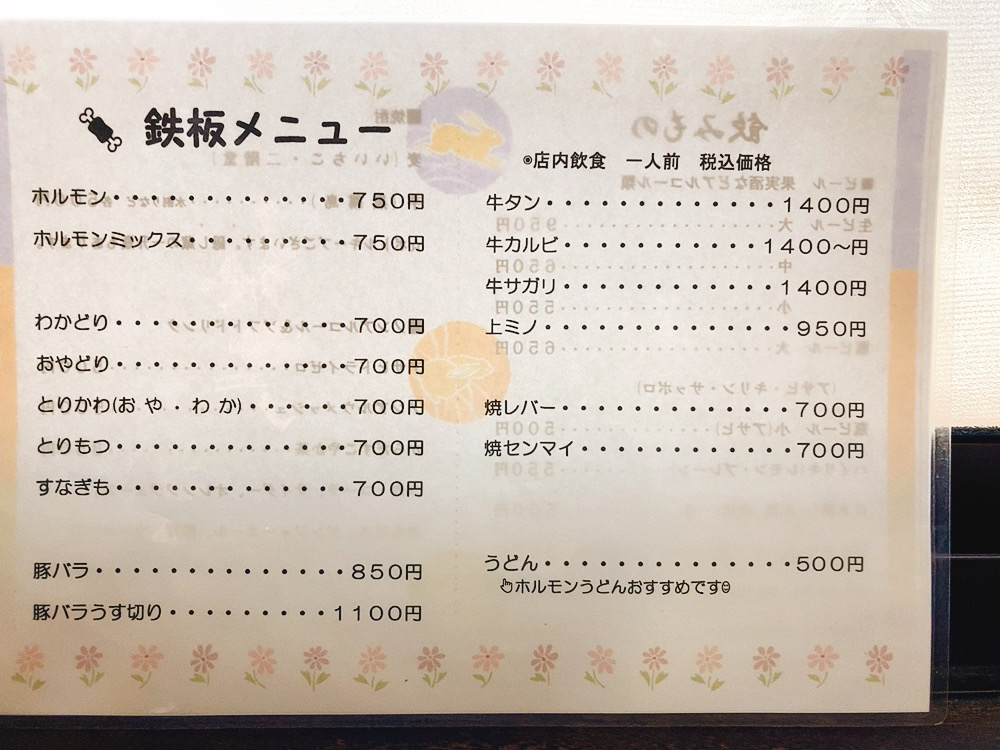 鉄板メニュー
ホルモン・・・・・・・・・・・・・750円
ホルモンミックス・・・・・・・・・750円
わかどり・・・・・・・・・・・・・700円
おやどり・・・・・・・・・・・・・700円
とりかわ(おや・わか)・・・・・・700円
とりもつ・・・・・・・・・・・・・700円
すなぎも・・・・・・・・・・・・・700円
豚バラ・・・・・・・・・・・・・・850円
豚バラうす切り・・・・・・・・・1100円
◎店内飲食 一人前 税込価格
牛タン・・・・・・・・・・・・・1400円
牛カルビ・・・・・・・・・・・1400〜円
牛サガリ・・・・・・・・・・・・1400円
上ミノ・・・・・・・・・・・・・・950円
焼レバー・・・・・・・・・・・・・700円
焼センマイ・・・・・・・・・・・・700円
うどん・・・・・・・・・・・・・・500円
ホルモンうどんおすすめです